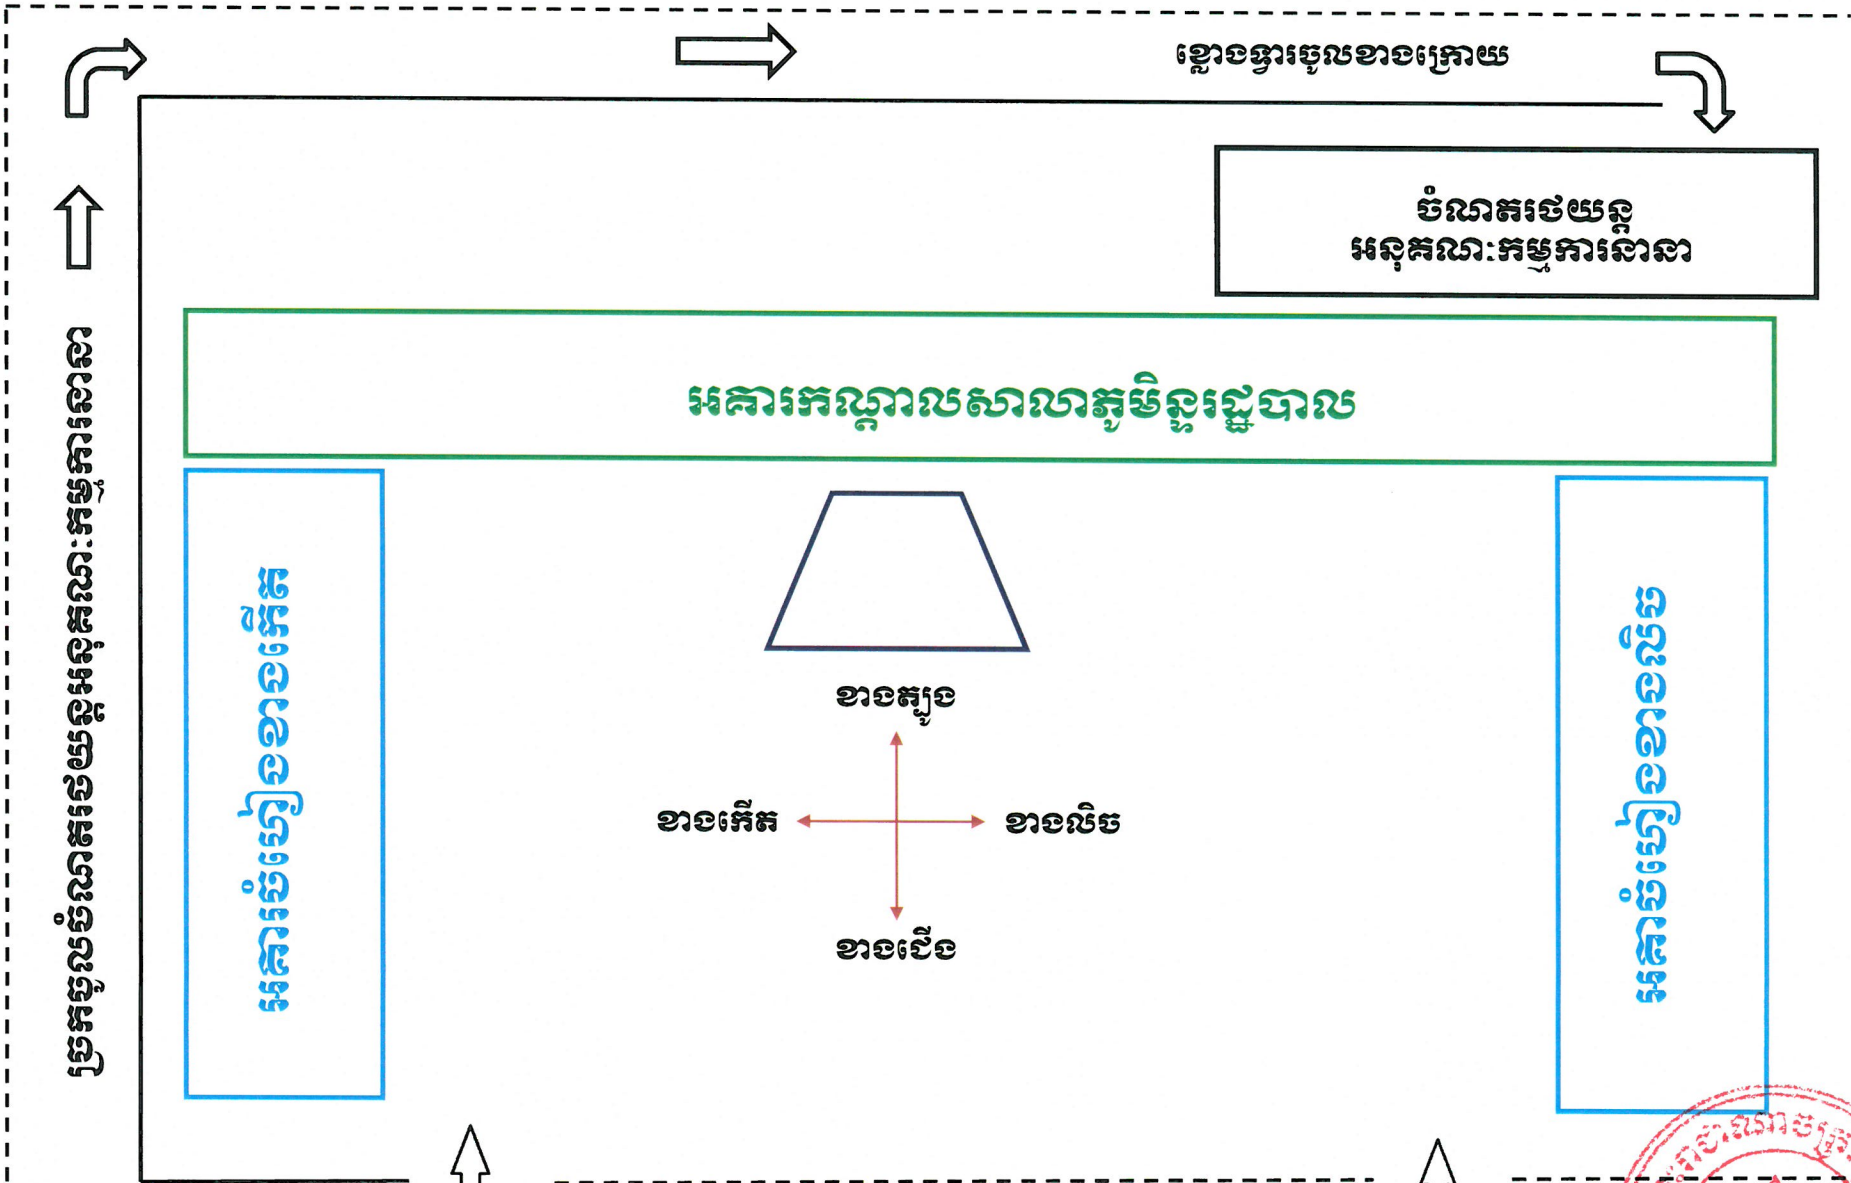 ខ្លោងទ្វារចូលខាងក្រោយ
ចំណតរថយន្ត
អនុគណៈកម្មការនានា
ច្រកចូលចំណតរថយន្តអនុគណៈកម្មការនានា
អគារកណ្តាលសាលាភូមិន្ទរដ្ឋបាល
អគារចំហៀងខាងកើត
អគាចំហៀងខាងលិច
ខាងត្បូង
ខាងកើត
ខាងលិច
ខាងជើង